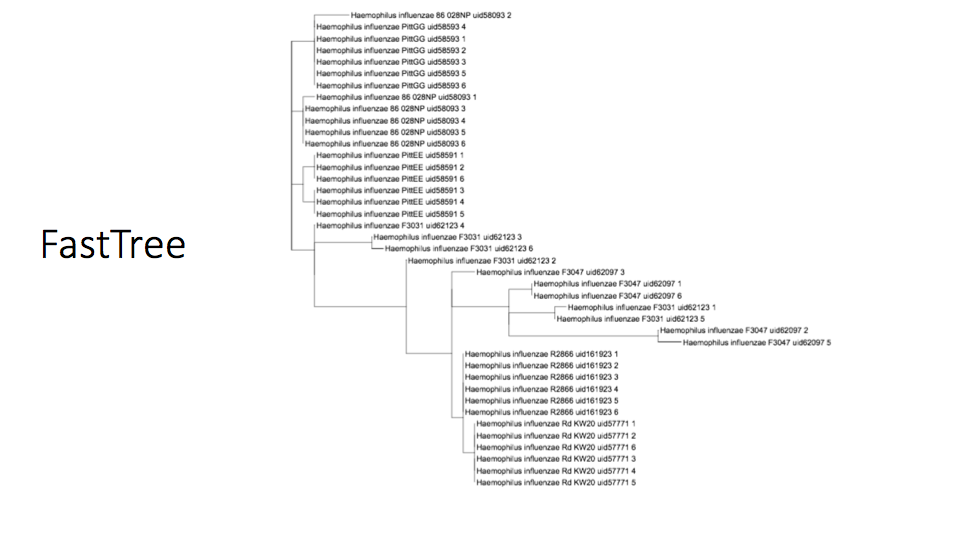 Haemophilus influenzae 86 028NP uid58093 2
Haemophilus influenzae PittGG uid58593 4
Haemophilus influenzae PittGG uid58593 1
Haemophilus influenzae PittGG uid58593 2
Haemophilus influenzae PittGG uid58593 3
Haemophilus influenzae PittGG uid58593 5
Haemophilus influenzae PittGG uid58593 6
Haemophilus influenzae 86 028NP uid58093 1
Haemophilus influenzae 86 028NP uid58093 3
Haemophilus influenzae 86 028NP uid58093 4
Haemophilus influenzae 86 028NP uid58093 5
Haemophilus influenzae 86 028NP uid58093 6
Haemophilus influenzae PittEE uid58591 1
Haemophilus influenzae PittEE uid58591 2
Haemophilus influenzae PittEE uid58591 6
Haemophilus influenzae PittEE uid58591 3
Haemophilus influenzae PittEE uid58591 4
Haemophilus influenzae PittEE uid58591 5
Haemophilus influenzae F3031 uid62123 4
Haemophilus influenzae F3031 uid62123 3
FastTree
Haemophilus influenzae F3031 uid62123 6
Haemophilus influenzae F3031 uid62123 2
Haemophilus influenzae F3047 uid62097 3
Haemophilus influenzae F3047 uid62097 1
Haemophilus influenzae F3047 uid62097 6
Haemophilus influenzae F3031 uid62123 1
Haemophilus influenzae F3031 uid62123 5
Haemophilus influenzae F3047 uid62097 2
Haemophilus influenzae F3047 uid62097 5
Haemophilus influenzae R2866 uid161923 1
Haemophilus influenzae R2866 uid161923 2
Haemophilus influenzae R2866 uid161923 3
Haemophilus influenzae R2866 uid161923 4
Haemophilus influenzae R2866 uid161923 5
Haemophilus influenzae R2866 uid161923 6
Haemophilus influenzae Rd KW20 uid57771 1
Haemophilus influenzae Rd KW20 uid57771 2
Haemophilus influenzae Rd KW20 uid57771 6
Haemophilus influenzae Rd KW20 uid57771 3
Haemophilus influenzae Rd KW20 uid57771 4
Haemophilus influenzae Rd KW20 uid57771 5